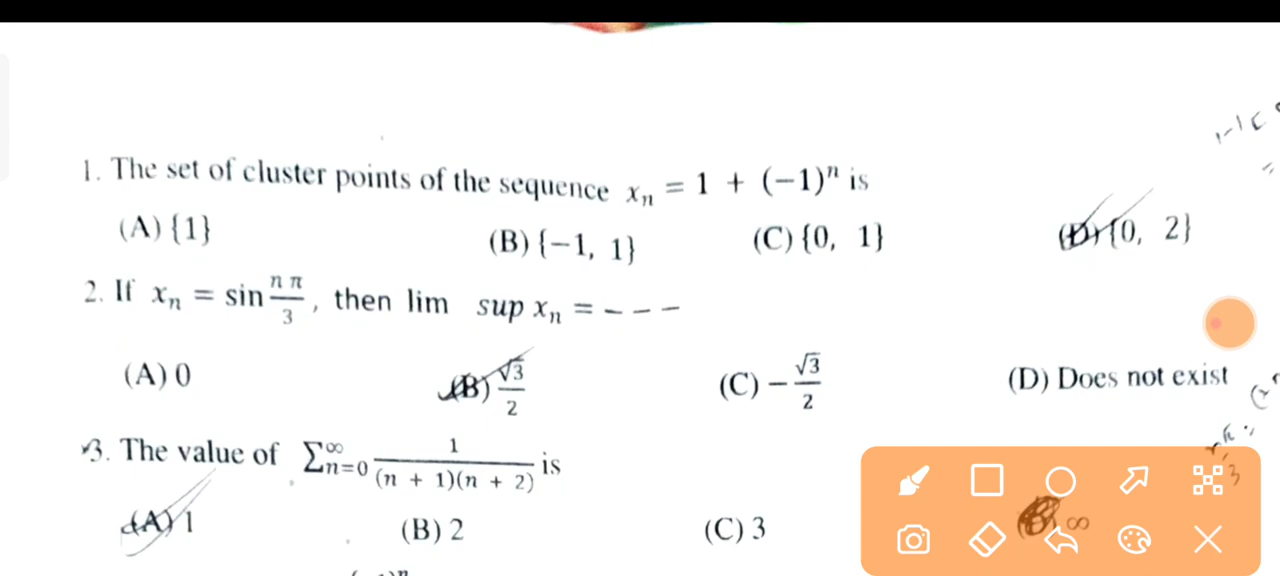 1. The set of cluster points of the sequence xₙ = 1 + (−1)ⁿ is
(A) {1} (B) {−1, 1} (C) {0, 1} (D) {0, 2}
2. If xₙ = sin nπ/3, then lim sup xₙ = – – –
(A) 0 (B) √3/2 (C) −√3/2 (D) Does not exist
3. The value of ∑∞n=0 1/(n + 1)(n + 2) is
(A) 1 (B) 2 (C) 3 ∞